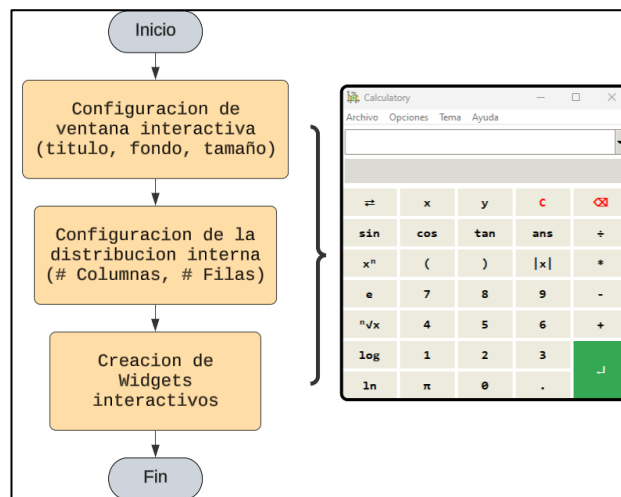 Inicio
Configuracion de
ventana interactiva
(titulo, fondo, tamaño)
Configuracion de la
distribucion interna
(# Columnas, # Filas)
Creacion de
Widgets
interactivos
Fin
Calculatory
Archivo Opciones Tema Ayuda
⇄ x y C ⌫
sin cos tan ans ÷
xⁿ ( ) |x| *
e 7 8 9 -
ⁿ√x 4 5 6 +
log 1 2 3 ↵
ln π 0 .